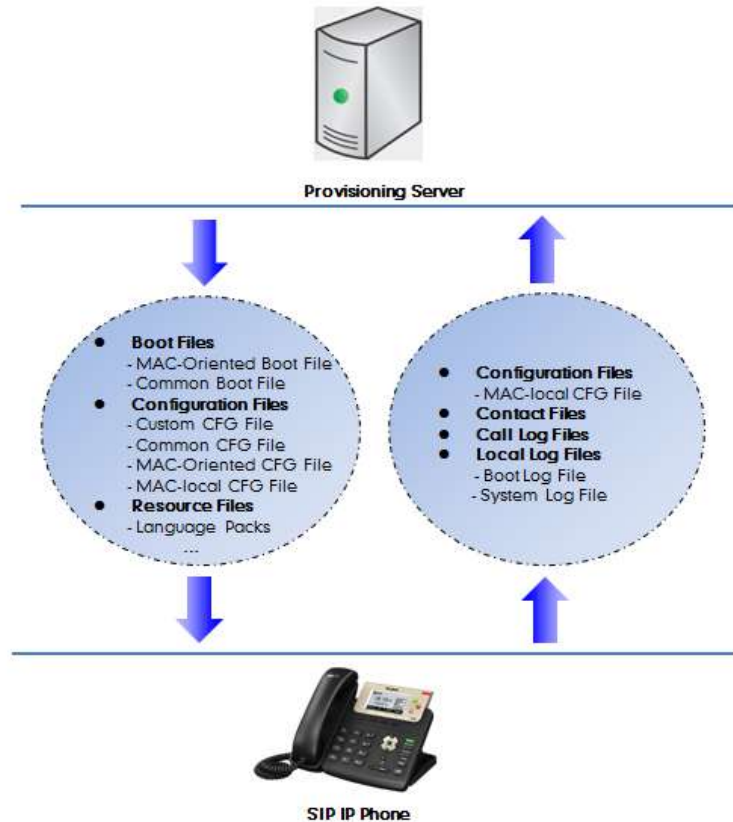 Provisioning Server
● Boot Files
- MAC-Oriented Boot File
- Common Boot File
● Configuration Files
- Custom CFG File
- Common CFG File
- MAC-Oriented CFG File
- MAC-local CFG File
● Resource Files
- Language Packs
...
● Configuration Files
- MAC-local CFG File
● Contact Files
● Call Log Files
● Local Log Files
- Boot Log File
- System Log File
SIP IP Phone